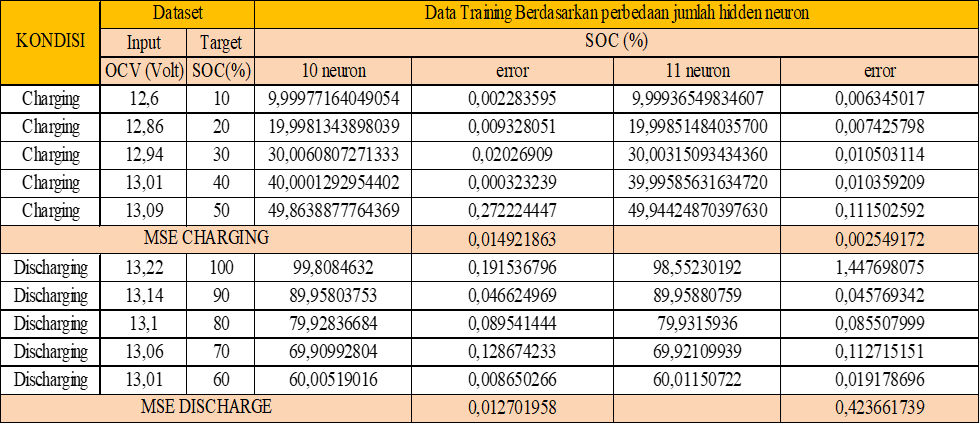 KONDISI Dataset Data Training Berdasarkan perbedaan jumlah hidden neuron
Input Target SOC (%)
OCV (Volt) SOC(%) 10 neuron error 11 neuron error
Charging 12,6 10 9,99977164049054 0,002283595 9,99936549834607 0,006345017
Charging 12,86 20 19,9981343898039 0,009328051 19,99851484035700 0,007425798
Charging 12,94 30 30,0060807271333 0,02026909 30,00315093434360 0,010503114
Charging 13,01 40 40,0001292954402 0,000323239 39,99585631634720 0,010359209
Charging 13,09 50 49,8638877764369 0,272224447 49,94424870397630 0,111502592
MSE CHARGING 0,014921863 0,002549172
Discharging 13,22 100 99,8084632 0,191536796 98,55230192 1,447698075
Discharging 13,14 90 89,95803753 0,046624969 89,95880759 0,045769342
Discharging 13,1 80 79,92836684 0,089541444 79,9315936 0,085507999
Discharging 13,06 70 69,90992804 0,128674233 69,92109939 0,112715151
Discharging 13,01 60 60,00519016 0,008650266 60,01150722 0,019178696
MSE DISCHARGE 0,012701958 0,423661739